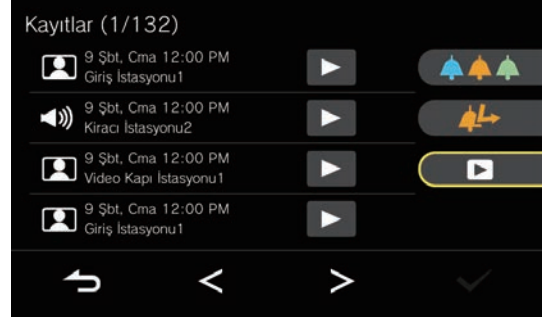 Kayıtlar (1/132)
9 Şbt, Cma 12:00 PM
Giriş İstasyonu1
9 Şbt, Cma 12:00 PM
Kiracı İstasyonu2
9 Şbt, Cma 12:00 PM
Video Kapı İstasyonu1
9 Şbt, Cma 12:00 PM
Giriş İstasyonu1